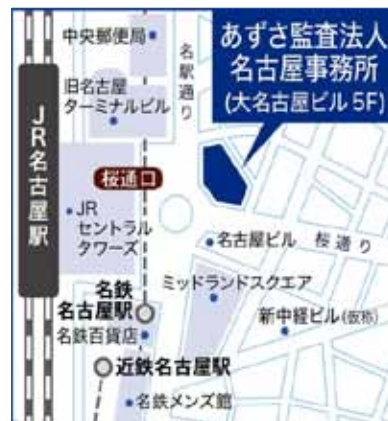 中央郵便局
名駅通り
あずさ監査法人
名古屋事務所
(大名古屋ビル5F)
旧名古屋
ターミナルビル
JR名古屋駅
桜通口
JR
セントラル
タワーズ
名古屋ビル
桜通り
ミッドランドスクエア
名鉄
名古屋駅
名鉄百貨店
新中経ビル(仮称)
近鉄名古屋駅
名鉄メンズ館